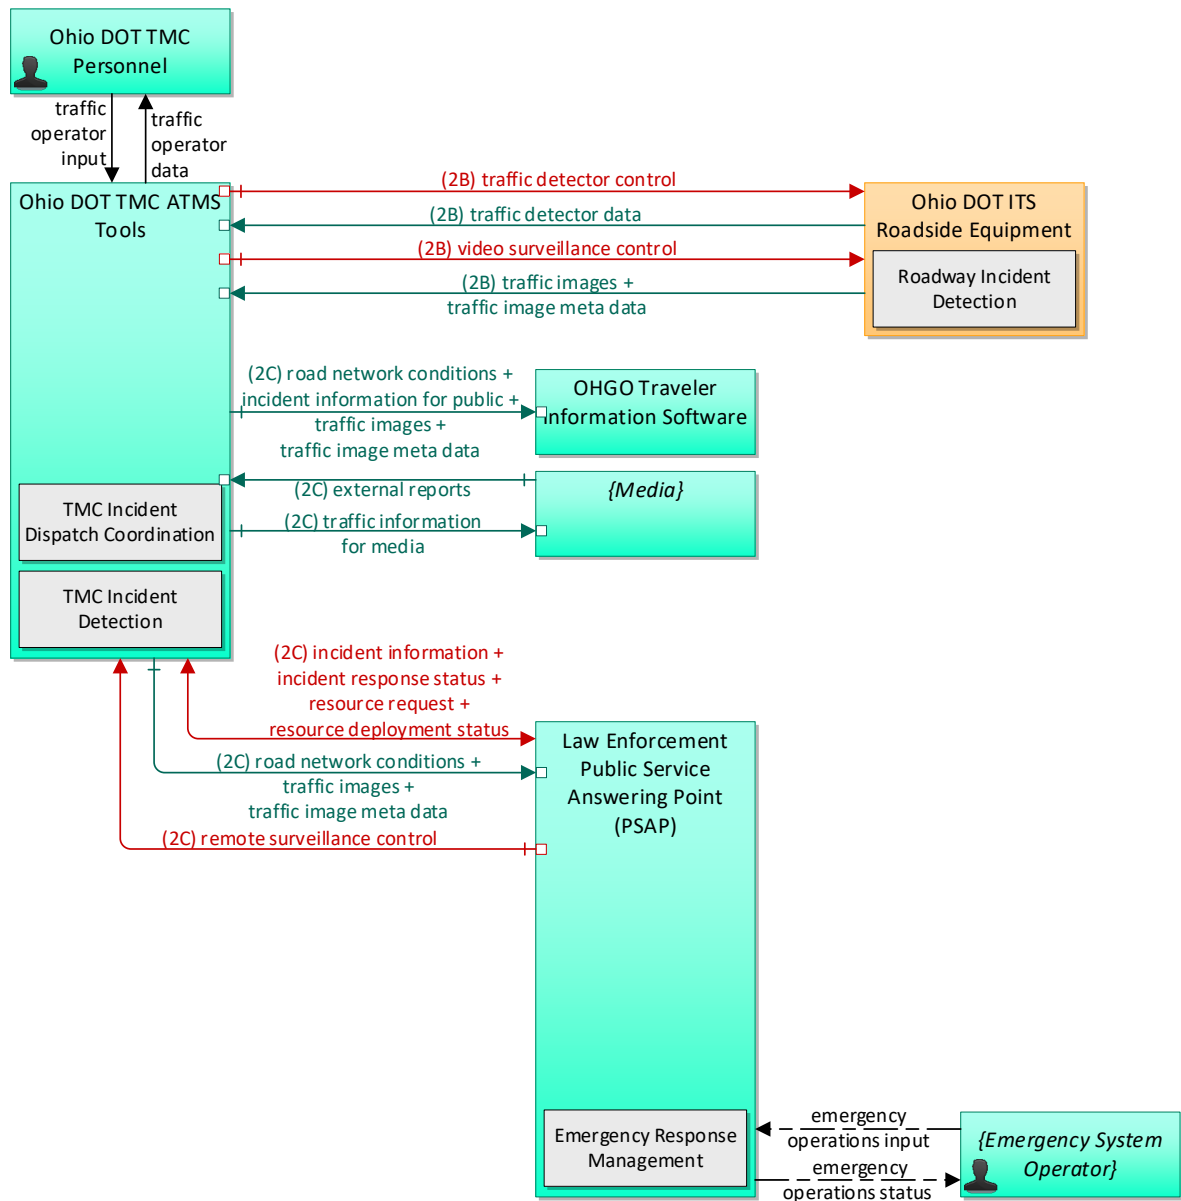 Ohio DOT TMC
Personnel
traffic
operator
input
traffic
operator
data
Ohio DOT TMC ATMS
Tools
(2B) traffic detector control
(2B) traffic detector data
(2B) video surveillance control
(2B) traffic images +
traffic image meta data
Ohio DOT ITS
Roadside Equipment
Roadway Incident
Detection
(2C) road network conditions +
incident information for public +
traffic images +
traffic image meta data
OHGO Traveler
Information Software
(2C) external reports
{Media}
(2C) traffic information
for media
TMC Incident
Dispatch Coordination
TMC Incident
Detection
(2C) incident information +
incident response status +
resource request +
resource deployment status
(2C) road network conditions +
traffic images +
traffic image meta data
(2C) remote surveillance control
Law Enforcement
Public Service
Answering Point
(PSAP)
Emergency Response
Management
emergency
operations input
emergency
operations status
{Emergency System
Operator}